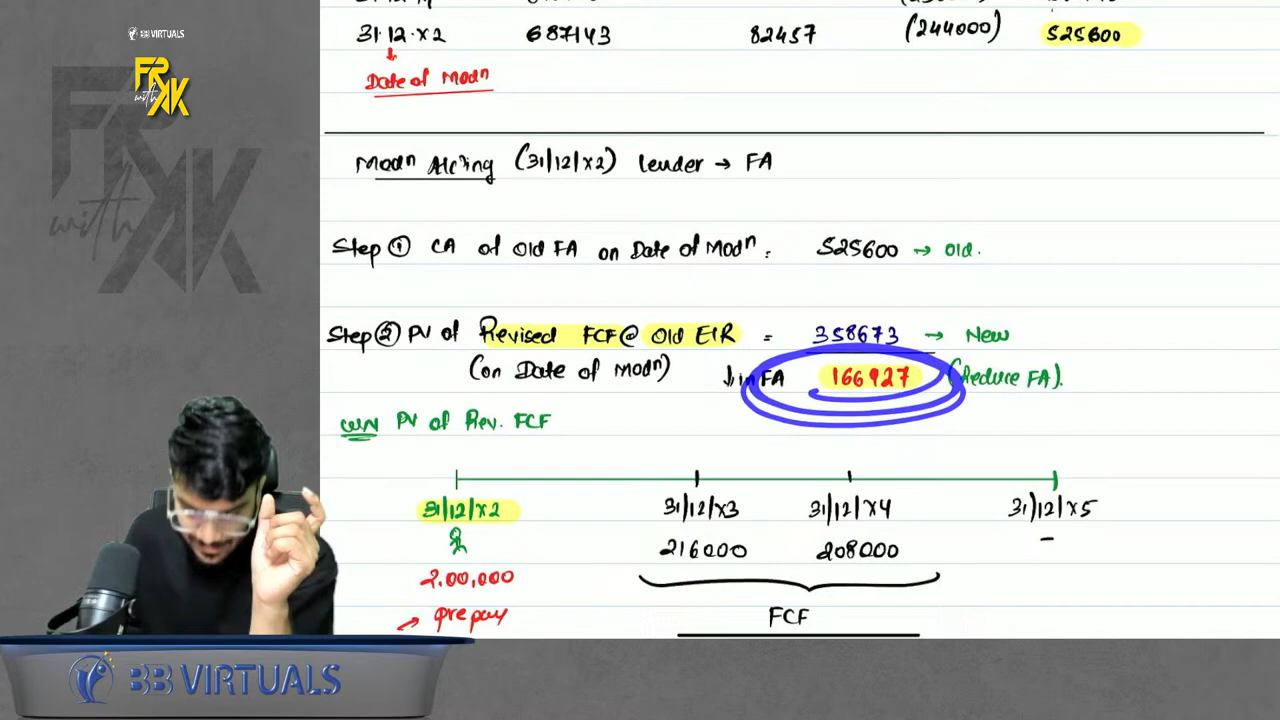 BB VIRTUALS
FR
with
AK
31.12.x2 687143 82457 (244000) 525600
Date of Modⁿ
Modⁿ Alc'ing (31/12/x2) lender → FA
Step ① CA of Old FA on Date of Modⁿ : 525600 → Old.
Step ② PV of Revised FCF @ Old EIR = 358673 → New
(on Date of Modⁿ) ↓ in FA 166927 (Reduce FA).
WN PV of Rev. FCF
31/12/x2 31/12/x3 31/12/x4 31/12/x5
216000 208000 –
2,00,000
→ prepay FCF
BB VIRTUALS